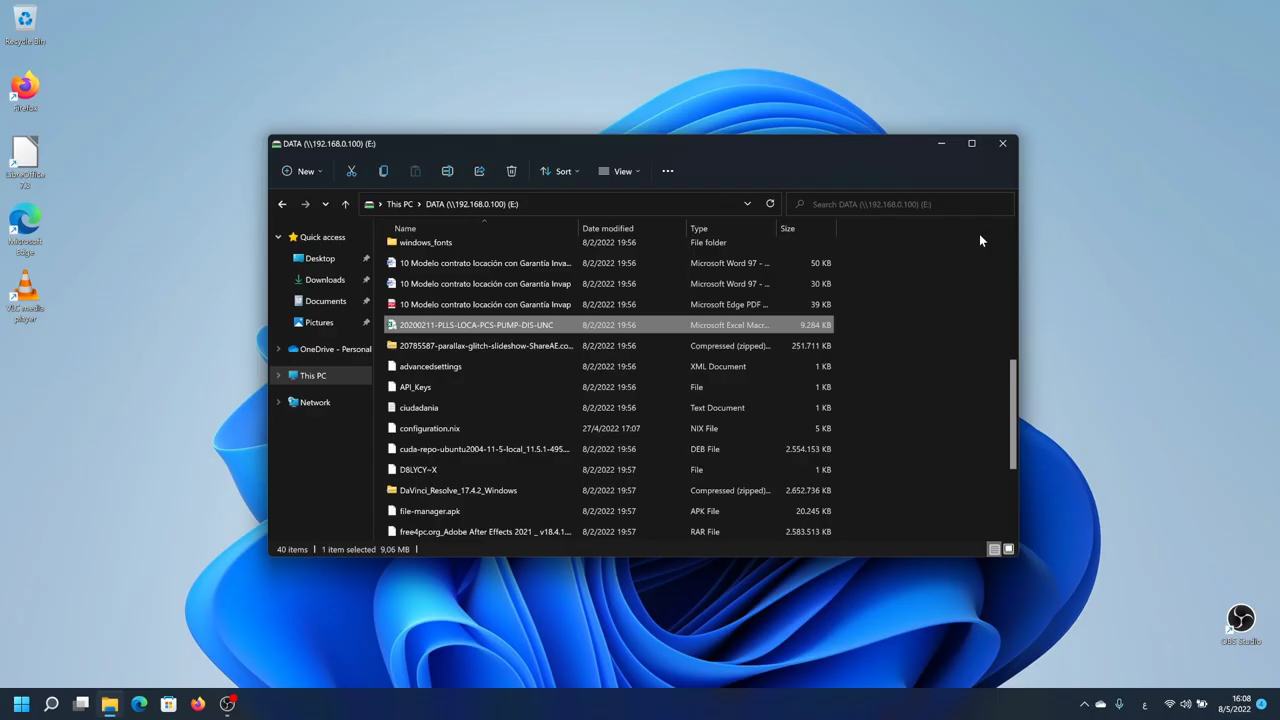 Recycle Bin
Firefox
LibreOffice
7.3
Microsoft
Edge
VLC media
player
DATA (\\192.168.0.100) (E:)
New
Sort
View
This PC > DATA (\\192.168.0.100) (E:)
Search DATA (\\192.168.0.100) (E:)
Quick access
Desktop
Downloads
Documents
Pictures
OneDrive - Personal
This PC
Network
Name Date modified Type Size
windows_fonts 8/2/2022 19:56 File folder
10 Modelo contrato locación con Garantía Inva... 8/2/2022 19:56 Microsoft Word 97 - ... 50 KB
10 Modelo contrato locación con Garantía Invap 8/2/2022 19:56 Microsoft Word 97 - ... 30 KB
10 Modelo contrato locación con Garantía Invap 8/2/2022 19:56 Microsoft Edge PDF ... 39 KB
20200211-PLLS-LOCA-PCS-PUMP-DIS-UNC 8/2/2022 19:56 Microsoft Excel Macr... 9.284 KB
20785587-parallax-glitch-slideshow-ShareAE.co... 8/2/2022 19:56 Compressed (zipped)... 251.711 KB
advancedsettings 8/2/2022 19:56 XML Document 1 KB
API_Keys 8/2/2022 19:56 File 1 KB
ciudadania 8/2/2022 19:56 Text Document 1 KB
configuration.nix 27/4/2022 17:07 NIX File 5 KB
cuda-repo-ubuntu2004-11-5-local_11.5.1-495.... 8/2/2022 19:56 DEB File 2.554.153 KB
D8LYCY~X 8/2/2022 19:57 File 1 KB
DaVinci_Resolve_17.4.2_Windows 8/2/2022 19:57 Compressed (zipped)... 2.652.736 KB
file-manager.apk 8/2/2022 19:57 APK File 20.245 KB
free4pc.org_Adobe After Effects 2021 _ v18.4.1.... 8/2/2022 19:57 RAR File 2.583.513 KB
40 items 1 item selected 9,06 MB
OBS Studio
ع
16:08
8/5/2022
4